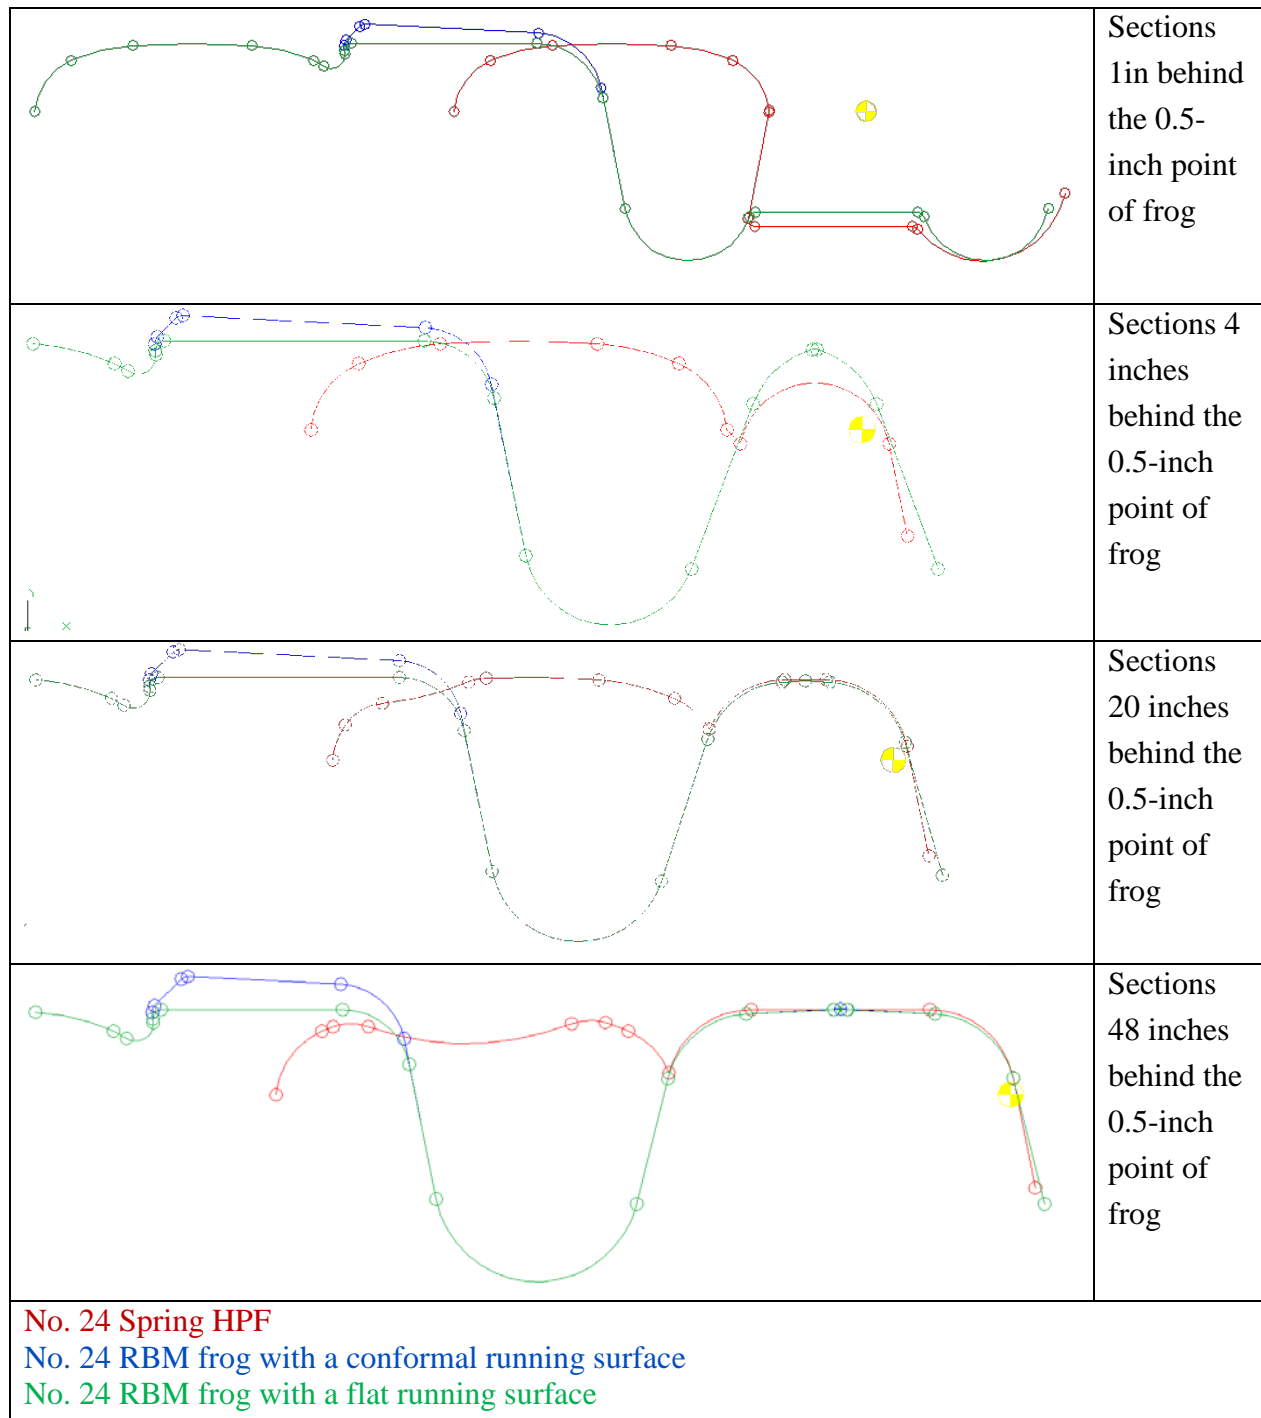 Sections
1in behind
the 0.5-
inch point
of frog
Sections 4
inches
behind the
0.5-inch
point of
frog
x
Sections
20 inches
behind the
0.5-inch
point of
frog
Sections
48 inches
behind the
0.5-inch
point of
frog
No. 24 Spring HPF
No. 24 RBM frog with a conformal running surface
No. 24 RBM frog with a flat running surface